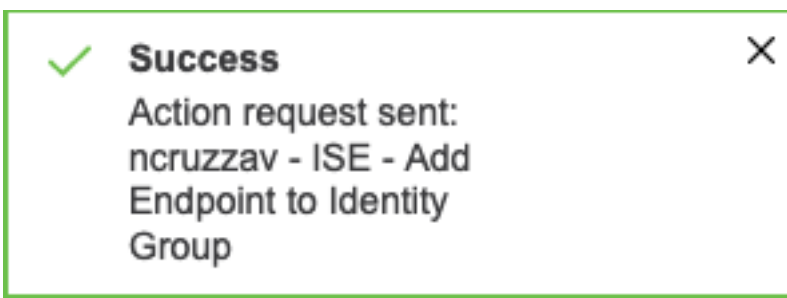 Success
Action request sent:
ncruzzav - ISE - Add
Endpoint to Identity
Group